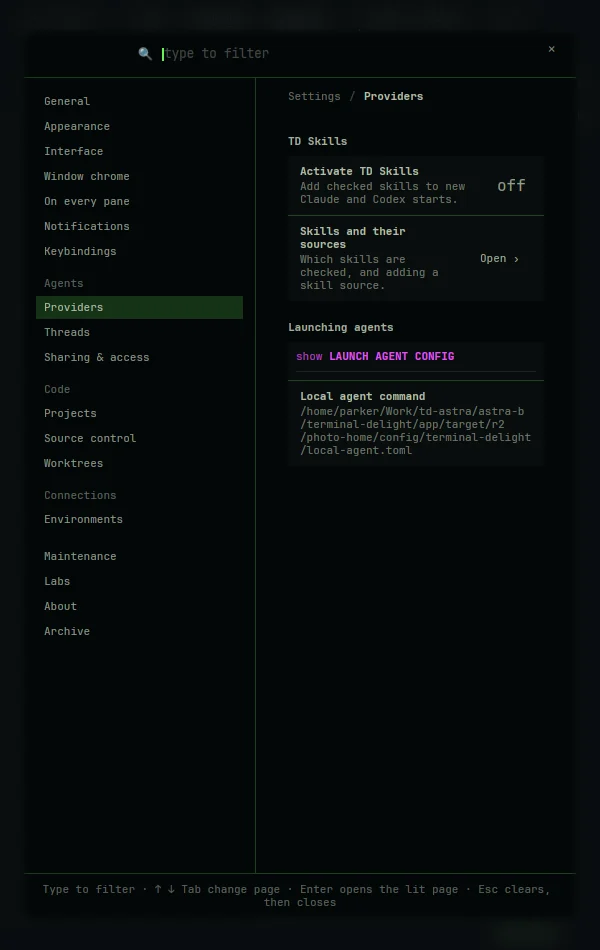 🔍 type to filter ×
General
Appearance
Interface
Window chrome
On every pane
Notifications
Keybindings
Agents
Providers
Threads
Sharing & access
Code
Projects
Source control
Worktrees
Connections
Environments
Maintenance
Labs
About
Archive
Settings / Providers
TD Skills
Activate TD Skills
Add checked skills to new
Claude and Codex starts.
off
Skills and their
sources
Which skills are
checked, and adding a
skill source.
Open ›
Launching agents
show LAUNCH AGENT CONFIG
Local agent command
/home/parker/Work/td-astra/astra-b
/terminal-delight/app/target/r2
/photo-home/config/terminal-delight
/local-agent.toml
Type to filter · ↑ ↓ Tab change page · Enter opens the lit page · Esc clears,
then closes